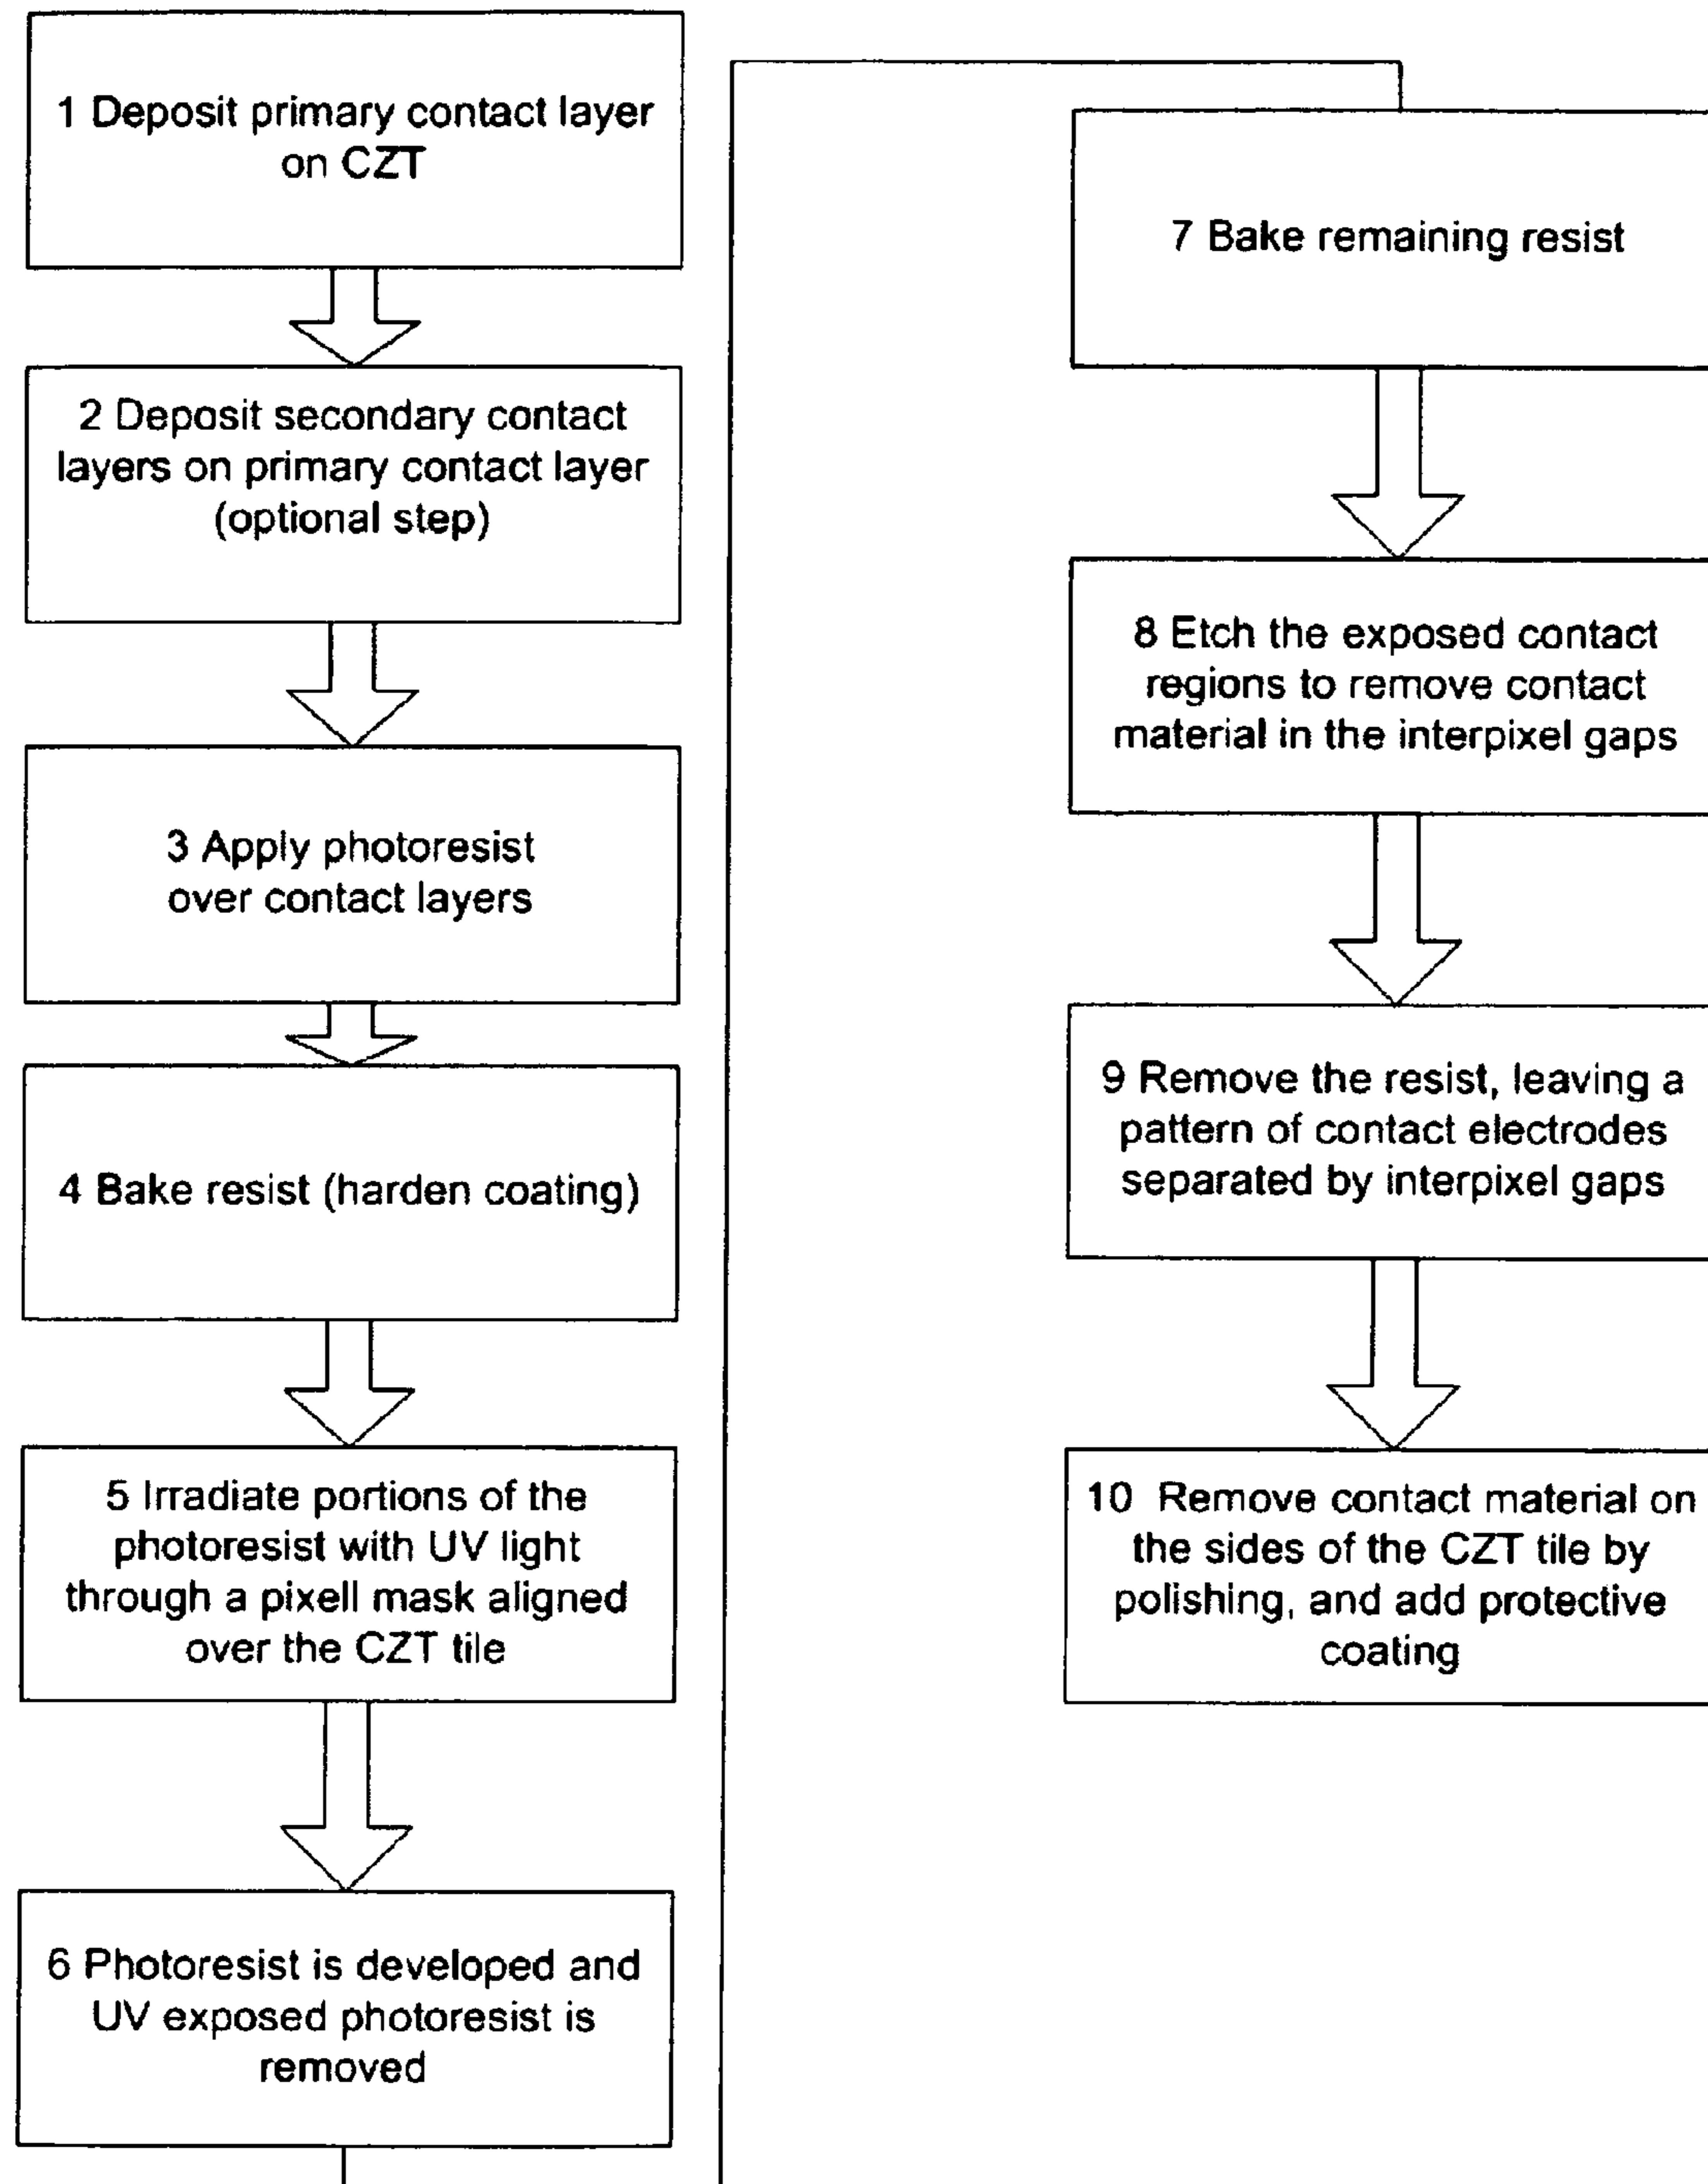 1 Deposit primary contact layer
on CZT
2 Deposit secondary contact
layers on primary contact layer
(optional step)
3 Apply photoresist
over contact layers
4 Bake resist (harden coating)
5 Irradiate portions of the
photoresist with UV light
through a pixell mask aligned
over the CZT tile
6 Photoresist is developed and
UV exposed photoresist is
removed
7 Bake remaining resist
8 Etch the exposed contact
regions to remove contact
material in the interpixel gaps
9 Remove the resist, leaving a
pattern of contact electrodes
separated by interpixel gaps
10 Remove contact material on
the sides of the CZT tile by
polishing, and add protective
coating